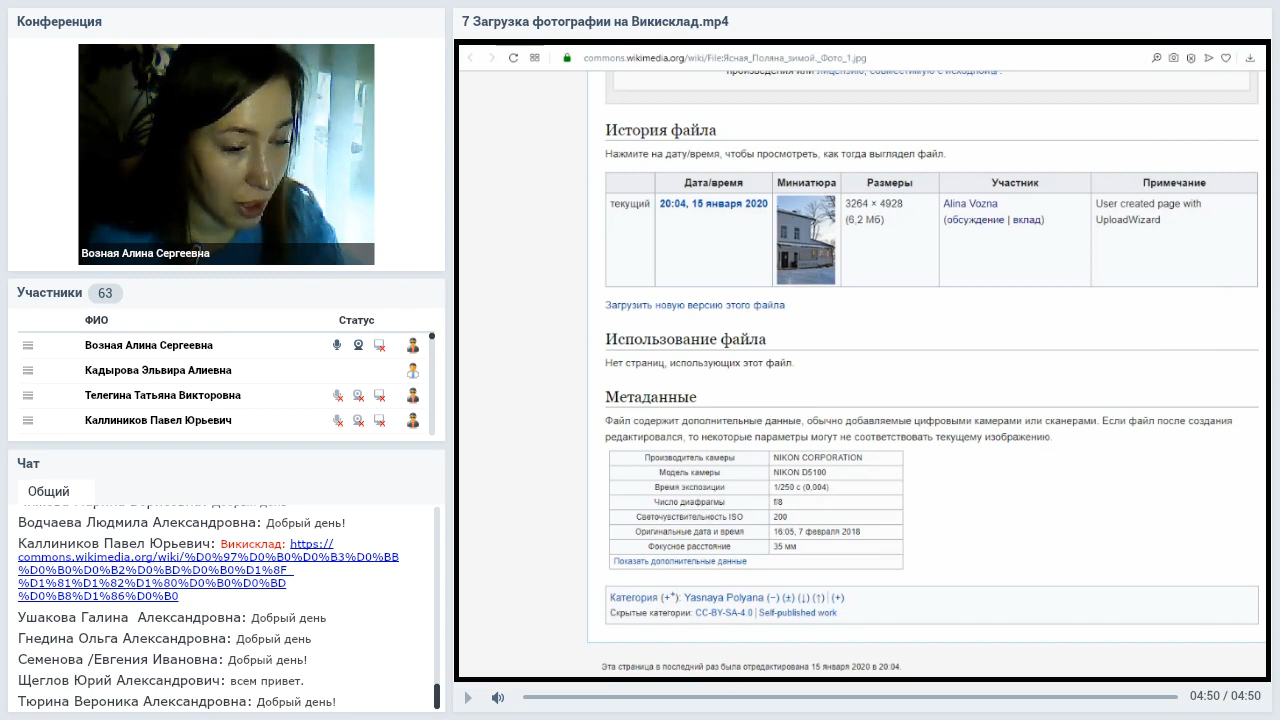 Конференция
Возная Алина Сергеевна
Участники 63
ФИО Статус
Возная Алина Сергеевна
Кадырова Эльвира Алиевна
Телегина Татьяна Викторовна
Каллиников Павел Юрьевич
Чат
Общий
Водчаева Людмила Александровна: Добрый день!
Каллиников Павел Юрьевич: Викисклад: https://
commons.wikimedia.org/wiki/%D0%97%D0%B0%D0%B3%D0%BB
%D0%B0%D0%B2%D0%BD%D0%B0%D1%8F_
%D1%81%D1%82%D1%80%D0%B0%D0%BD
%D0%B8%D1%86%D0%B0
Ушакова Галина Александровна: Добрый день
Гнедина Ольга Александровна: Добрый день
Семенова /Евгения Ивановна: Добрый день!
Щеглов Юрий Александрович: всем привет.
Тюрина Вероника Александровна: Добрый день!
7 Загрузка фотографии на Викисклад.mp4
commons.wikimedia.org/wiki/File:Ясная_Поляна_зимой._Фото_1.jpg
произведения или лицензию, совместимую с исходной.
История файла
Нажмите на дату/время, чтобы просмотреть, как тогда выглядел файл.
Дата/время Миниатюра Размеры Участник Примечание
текущий 20:04, 15 января 2020 3264 × 4928 Alina Vozna User created page with
(6,2 Мб) (обсуждение | вклад) UploadWizard
Загрузить новую версию этого файла
Использование файла
Нет страниц, использующих этот файл.
Метаданные
Файл содержит дополнительные данные, обычно добавляемые цифровыми камерами или сканерами. Если файл после создания
редактировался, то некоторые параметры могут не соответствовать текущему изображению.
Производитель камеры NIKON CORPORATION
Модель камеры NIKON D5100
Время экспозиции 1/250 с (0,004)
Число диафрагмы f/8
Светочувствительность ISO 200
Оригинальные дата и время 16:05, 7 февраля 2018
Фокусное расстояние 35 мм
Показать дополнительные данные
Категория (+⁺): Yasnaya Polyana (−) (±) (↓) (↑) | (+)
Скрытые категории: CC-BY-SA-4.0 | Self-published work
Эта страница в последний раз была отредактирована 15 января 2020 в 20:04.
04:50 / 04:50